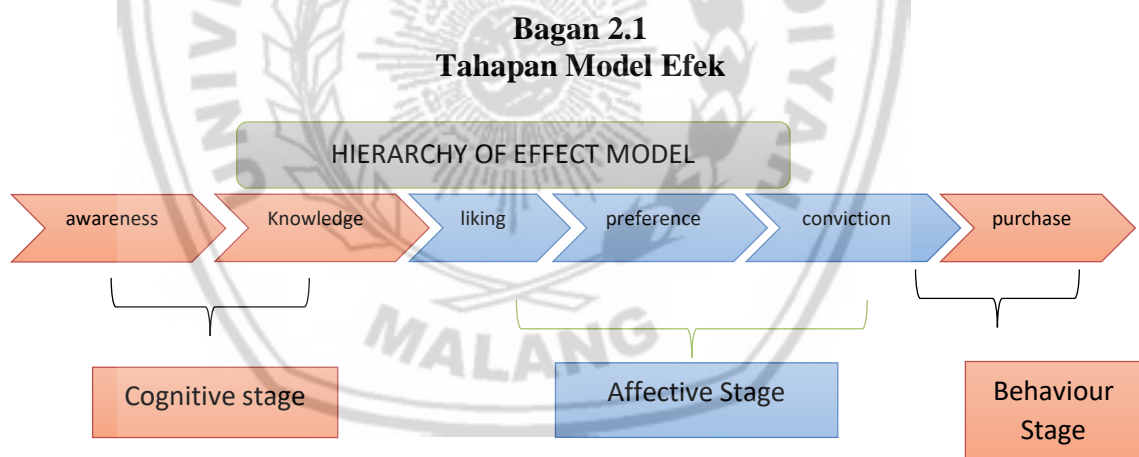 Bagan 2.1
Tahapan Model Efek
HIERARCHY OF EFFECT MODEL
awareness
Knowledge
liking
preference
conviction
purchase
MALANG
Cognitive stage
Affective Stage
Behaviour
Stage